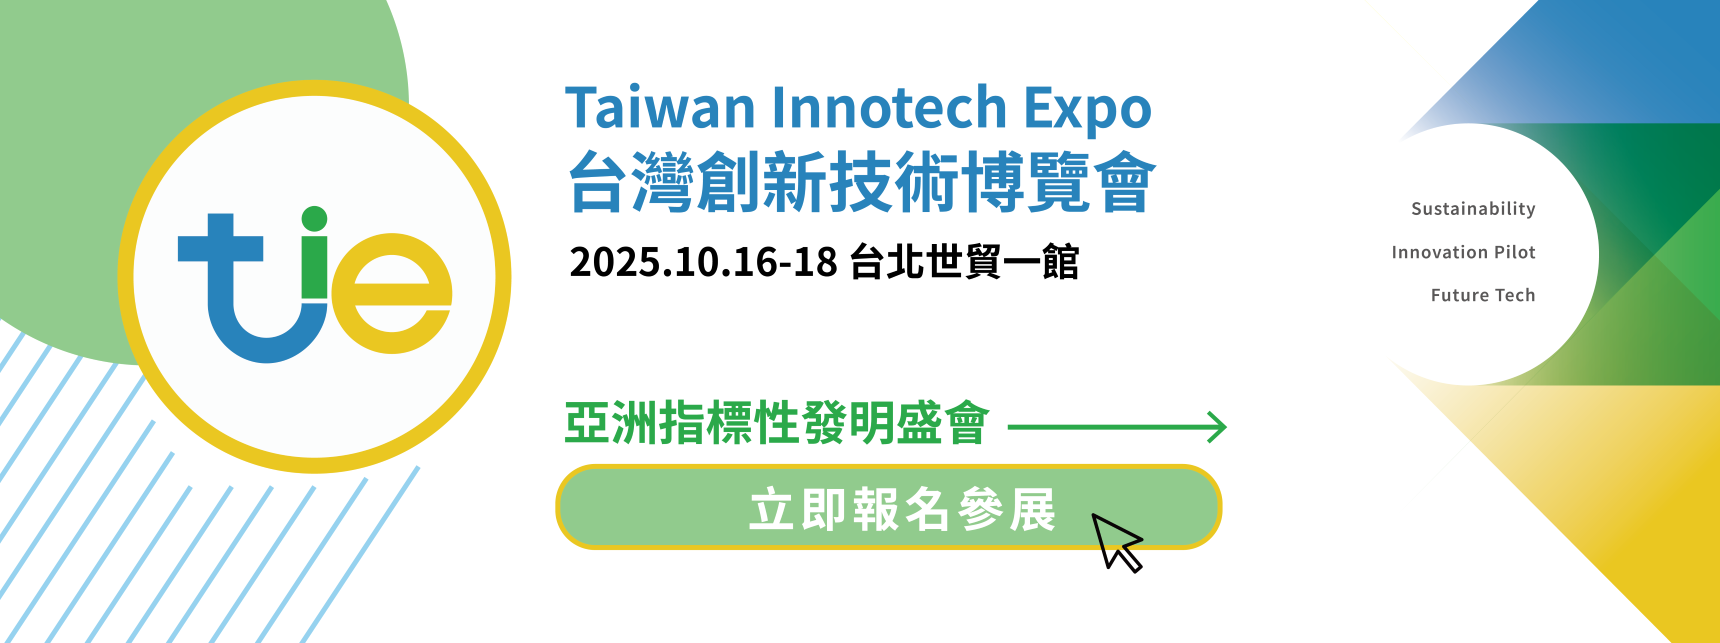 tie
Taiwan Innotech Expo
台灣創新技術博覽會
2025.10.16-18 台北世貿一館
亞洲指標性發明盛會
立即報名參展
Sustainability
Innovation Pilot
Future Tech